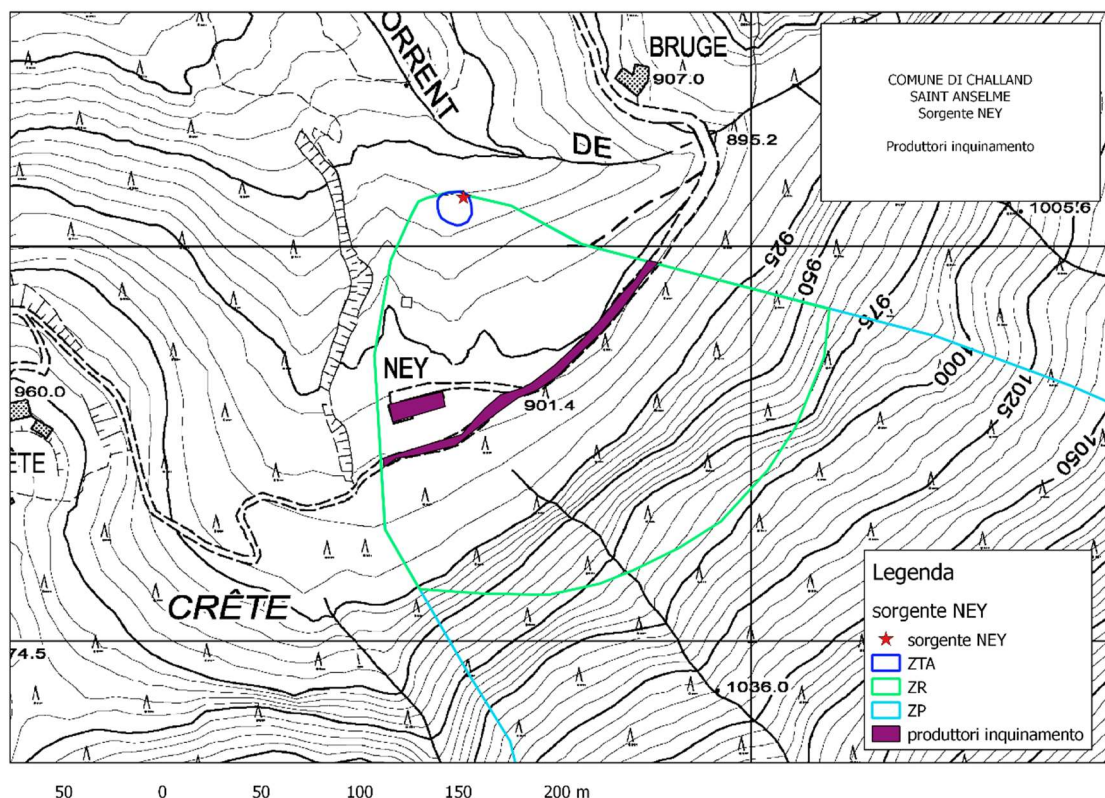 ORRENT
DE
BRUGE
907.0
895.2
COMUNE DI CHALLAND
SAINT ANSELME
Sorgente NEY
Produttori inquinamento
1005.6
925
950
975
1000
1025
1050
NEY
901.4
960.0
ETE
CRÊTE
74.5
1036.0
Legenda
sorgente NEY
sorgente NEY
ZTA
ZR
ZP
produttori inquinamento
50 0 50 100 150 200 m